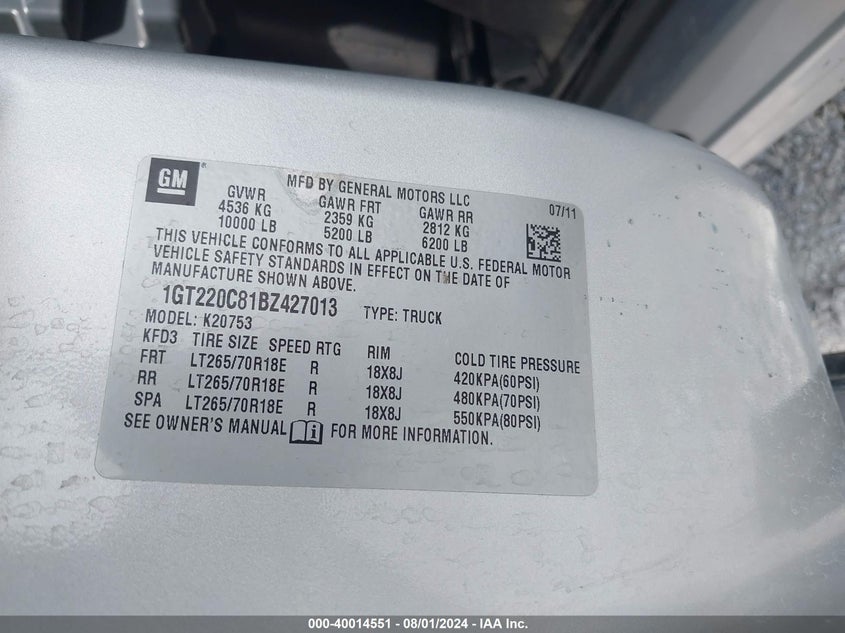 GM
MFD BY GENERAL MOTORS LLC 07/11
GVWR GAWR FRT GAWR RR
4536 KG 2359 KG 2812 KG
10000 LB 5200 LB 6200 LB
THIS VEHICLE CONFORMS TO ALL APPLICABLE U.S. FEDERAL MOTOR
VEHICLE SAFETY STANDARDS IN EFFECT ON THE DATE OF
MANUFACTURE SHOWN ABOVE.
1GT220C81BZ427013 TYPE: TRUCK
MODEL: K20753
KFD3 TIRE SIZE SPEED RTG RIM COLD TIRE PRESSURE
FRT LT265/70R18E R 18X8J 420KPA(60PSI)
RR LT265/70R18E R 18X8J 480KPA(70PSI)
SPA LT265/70R18E R 18X8J 550KPA(80PSI)
SEE OWNER'S MANUAL i FOR MORE INFORMATION.
000-40014551 - 08/01/2024 - IAA Inc.